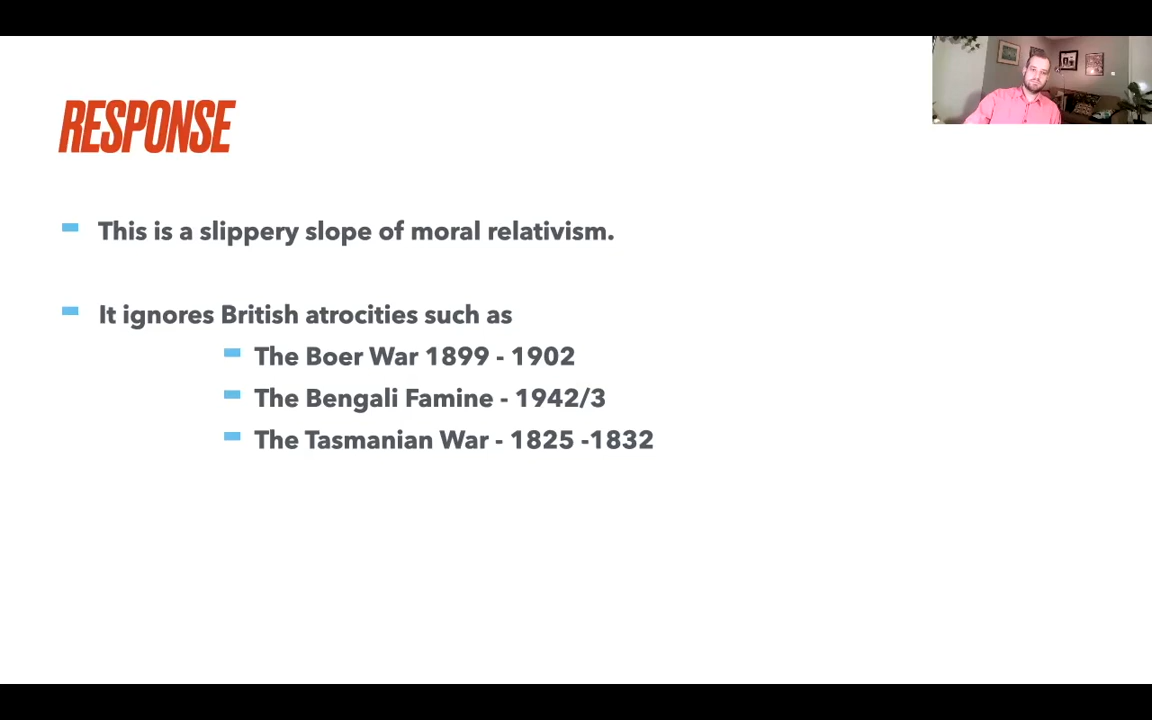 RESPONSE
This is a slippery slope of moral relativism.
It ignores British atrocities such as
The Boer War 1899 - 1902
The Bengali Famine - 1942/3
The Tasmanian War - 1825 -1832